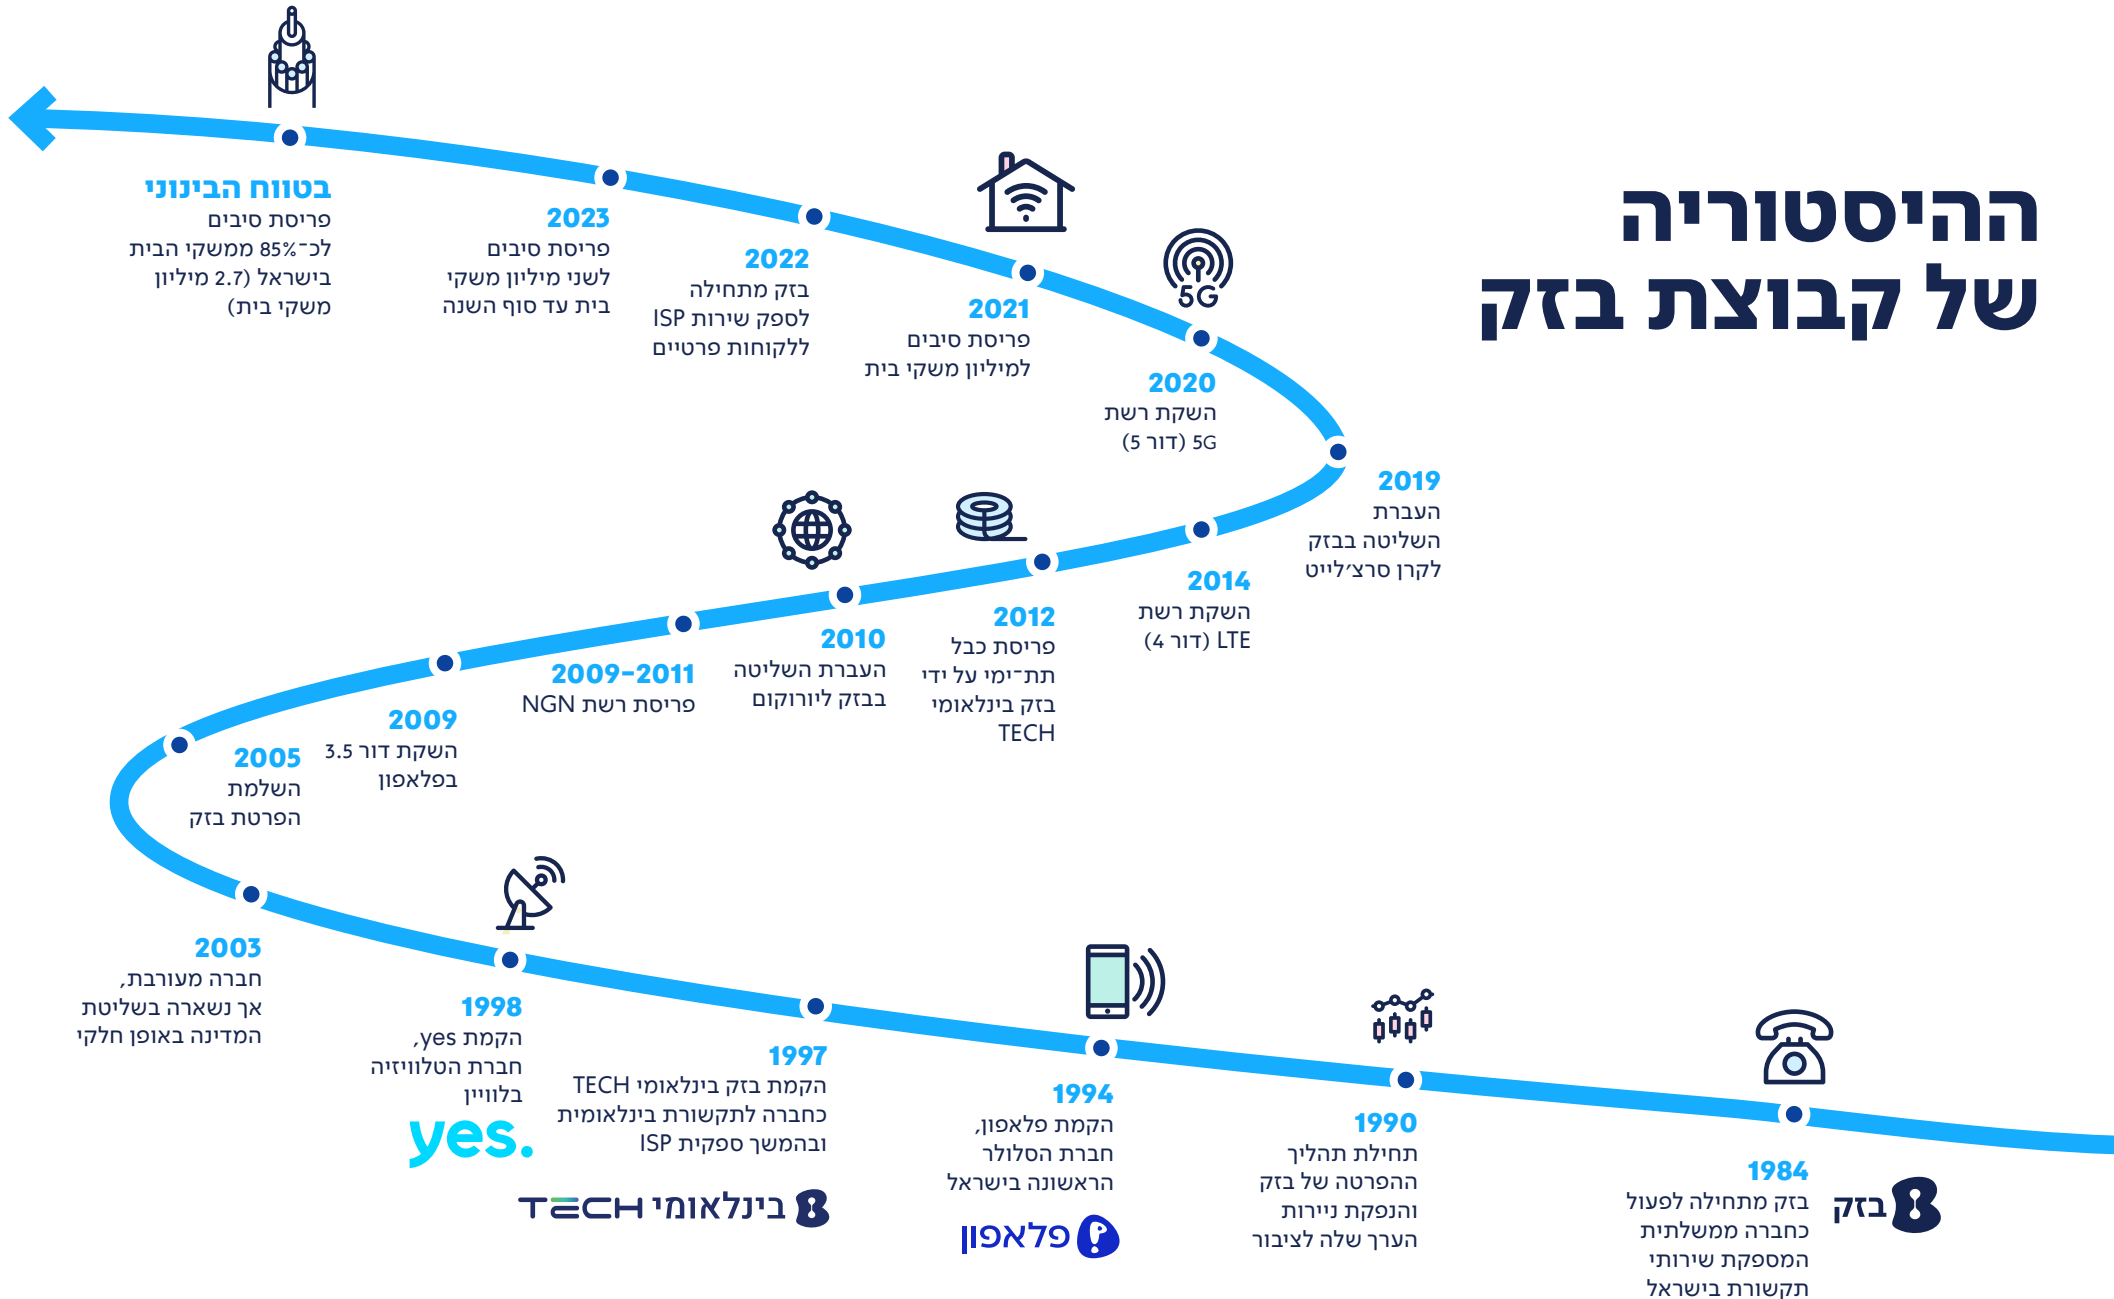 ההיסטוריה
של קבוצת בזק
1984
בזק מתחילה לפעול
כחברה ממשלתית
המספקת שירותי
תקשורת בישראל
בזק
1990
תחילת תהליך
ההפרטה של בזק
והנפקת ניירות
הערך שלה לציבור
1994
הקמת פלאפון,
חברת הסלולר
הראשונה בישראל
פלאפון
1997
הקמת בזק בינלאומי TECH
כחברה לתקשורת בינלאומית
ובהמשך ספקית ISP
בינלאומי TECH
1998
הקמת yes,
חברת הטלוויזיה
בלוויין
yes.
2003
חברה מעורבת,
אך נשארה בשליטת
המדינה באופן חלקי
2005
השלמת
הפרטת בזק
2009
השקת דור 3.5
בפלאפון
2009-2011
פריסת רשת NGN
2010
העברת השליטה
בבזק ליורוקום
2012
פריסת כבל
תת־ימי על ידי
בזק בינלאומי
TECH
2014
השקת רשת
LTE (דור 4)
2019
העברת
השליטה בבזק
לקרן סרצ׳לייט
2020
השקת רשת
5G (דור 5)
5G
2021
פריסת סיבים
למיליון משקי בית
2022
בזק מתחילה
לספק שירות ISP
ללקוחות פרטיים
2023
פריסת סיבים
לשני מיליון משקי
בית עד סוף השנה
בטווח הבינוני
פריסת סיבים
לכ־85% ממשקי הבית
בישראל (2.7 מיליון
משקי בית)